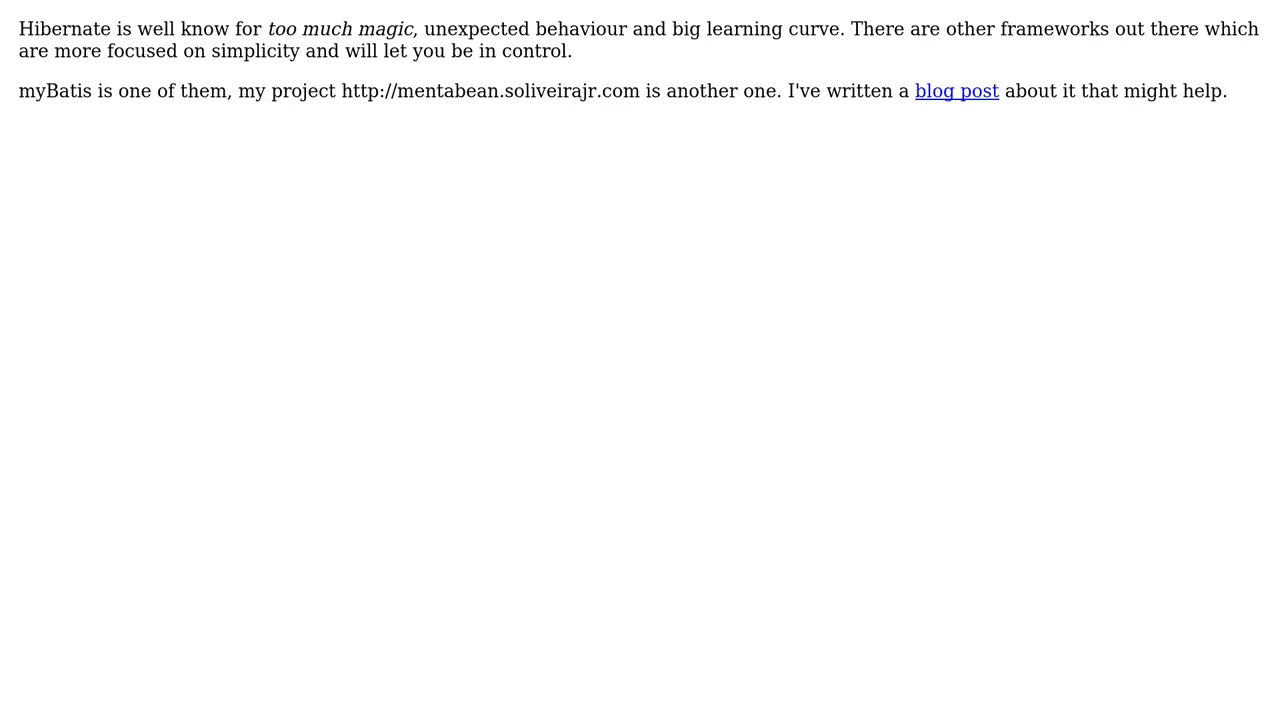 Hibernate is well know for too much magic, unexpected behaviour and big learning curve. There are other frameworks out there which
are more focused on simplicity and will let you be in control.
myBatis is one of them, my project http://mentabean.soliveirajr.com is another one. I've written a blog post about it that might help.